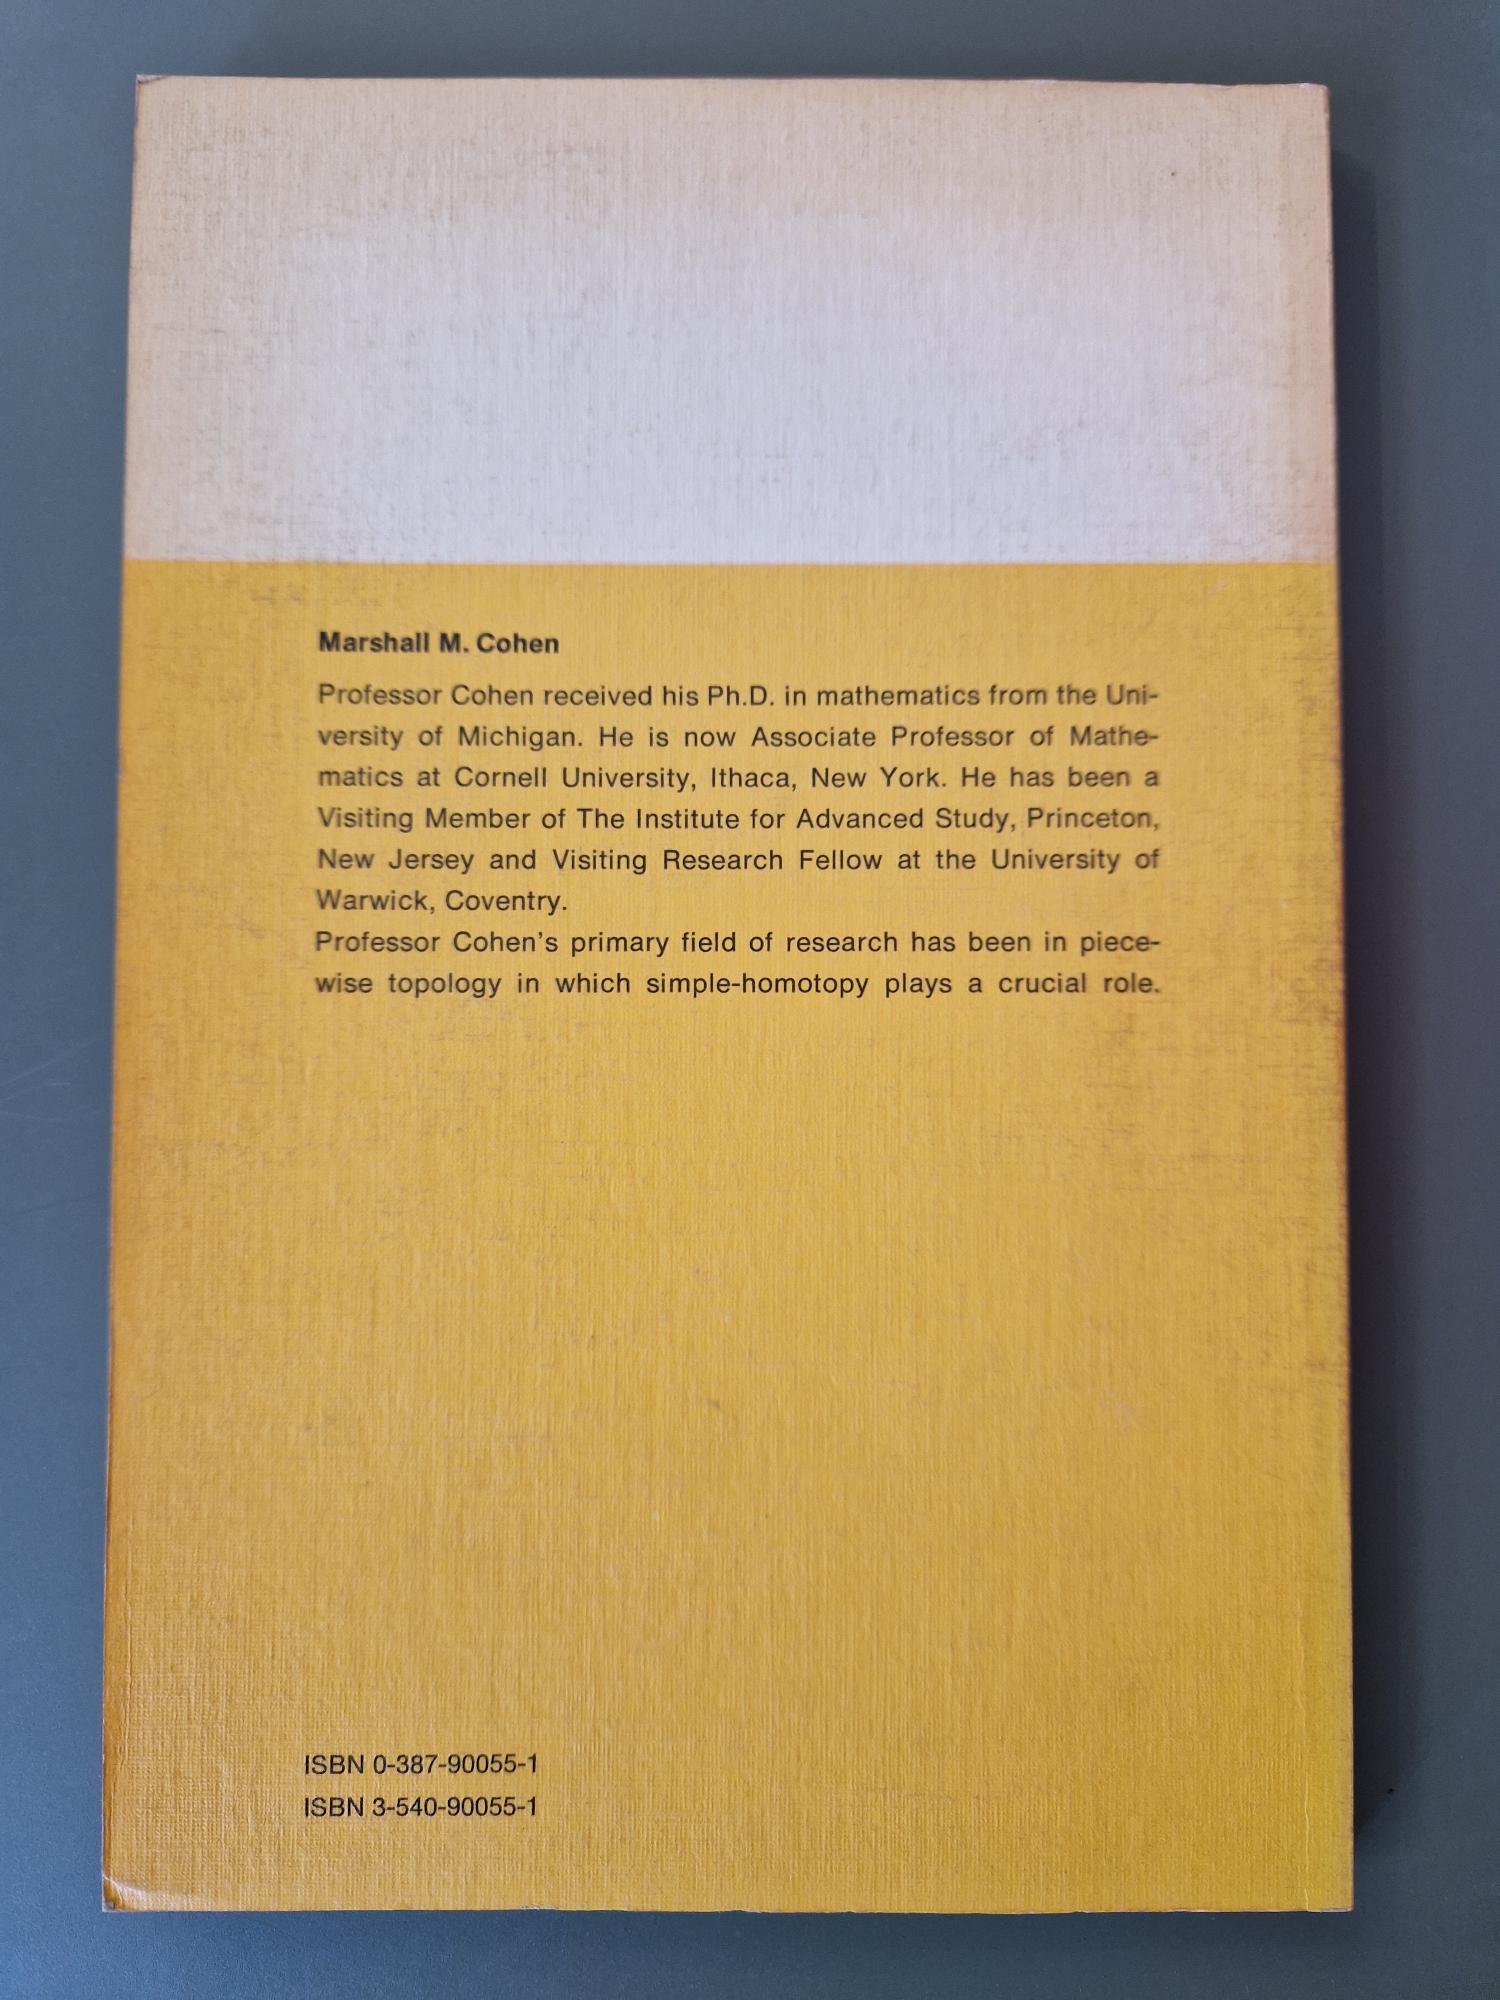 Marshall M. Cohen
Professor Cohen received his Ph.D. in mathematics from the Uni-
versity of Michigan. He is now Associate Professor of Mathe-
matics at Cornell University, Ithaca, New York. He has been a
Visiting Member of The Institute for Advanced Study, Princeton,
New Jersey and Visiting Research Fellow at the University of
Warwick, Coventry.
Professor Cohen's primary field of research has been in piece-
wise topology in which simple-homotopy plays a crucial role.
ISBN 0-387-90055-1
ISBN 3-540-90055-1